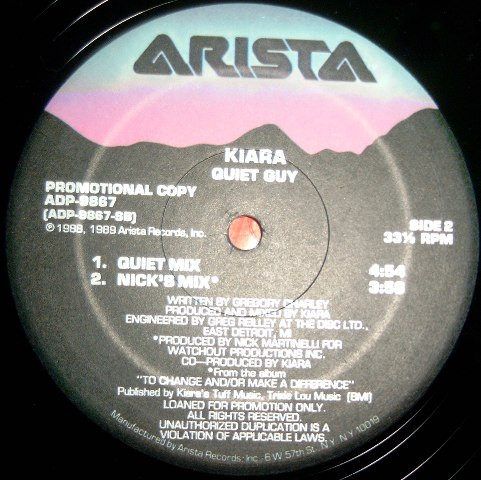 ARISTA
KIARA
QUIET GUY
PROMOTIONAL COPY
ADP-9867
(ADP-9867-SB)
℗ 1988, 1989 Arista Records, Inc.
SIDE 2
33⅓ RPM
1. QUIET MIX 4:54
2. NICK'S MIX* 3:58
WRITTEN BY GREGORY CHARLEY
PRODUCED AND MIXED BY KIARA
ENGINEERED BY GREG REILLEY AT THE DISC LTD.,
EAST DETROIT, MI
*PRODUCED BY NICK MARTINELLI FOR
WATCHOUT PRODUCTIONS INC.
CO-PRODUCED BY KIARA
*From the album
"TO CHANGE AND/OR MAKE A DIFFERENCE"
Published by Kiara's Tuff Music, Trixie Lou Music (BMI)
LOANED FOR PROMOTION ONLY.
ALL RIGHTS RESERVED.
UNAUTHORIZED DUPLICATION IS A
VIOLATION OF APPLICABLE LAWS.
Manufactured by Arista Records, Inc., 6 W. 57th St., N.Y., N.Y. 10019